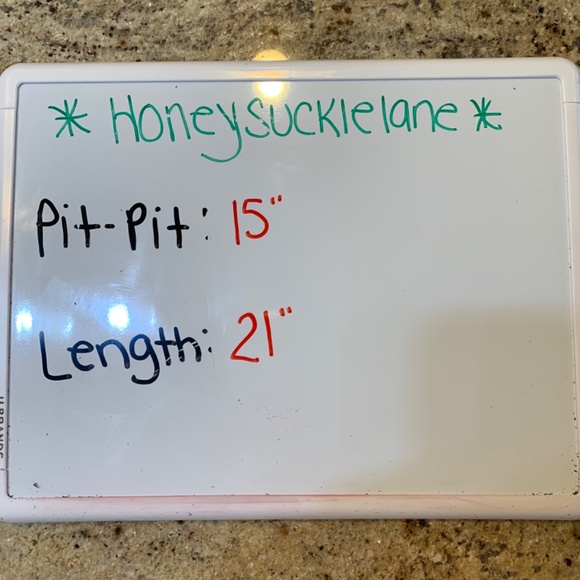 * Honeysucklelane *
Pit-Pit: 15"
Length: 21"